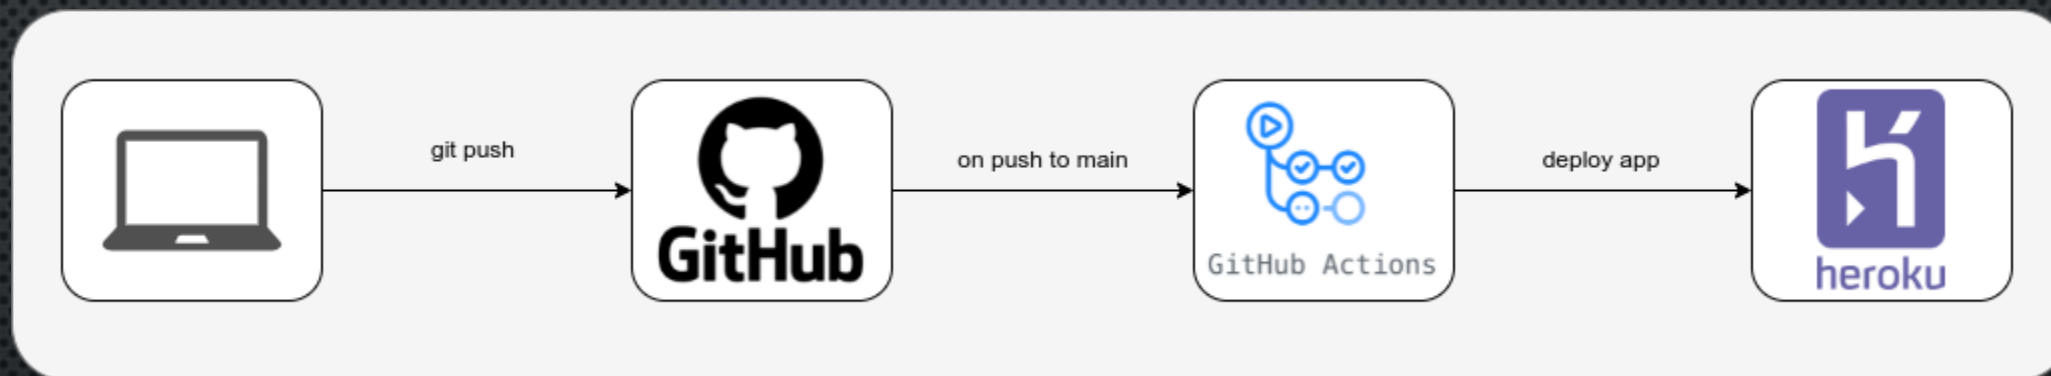 git push
GitHub
on push to main
GitHub Actions
deploy app
heroku